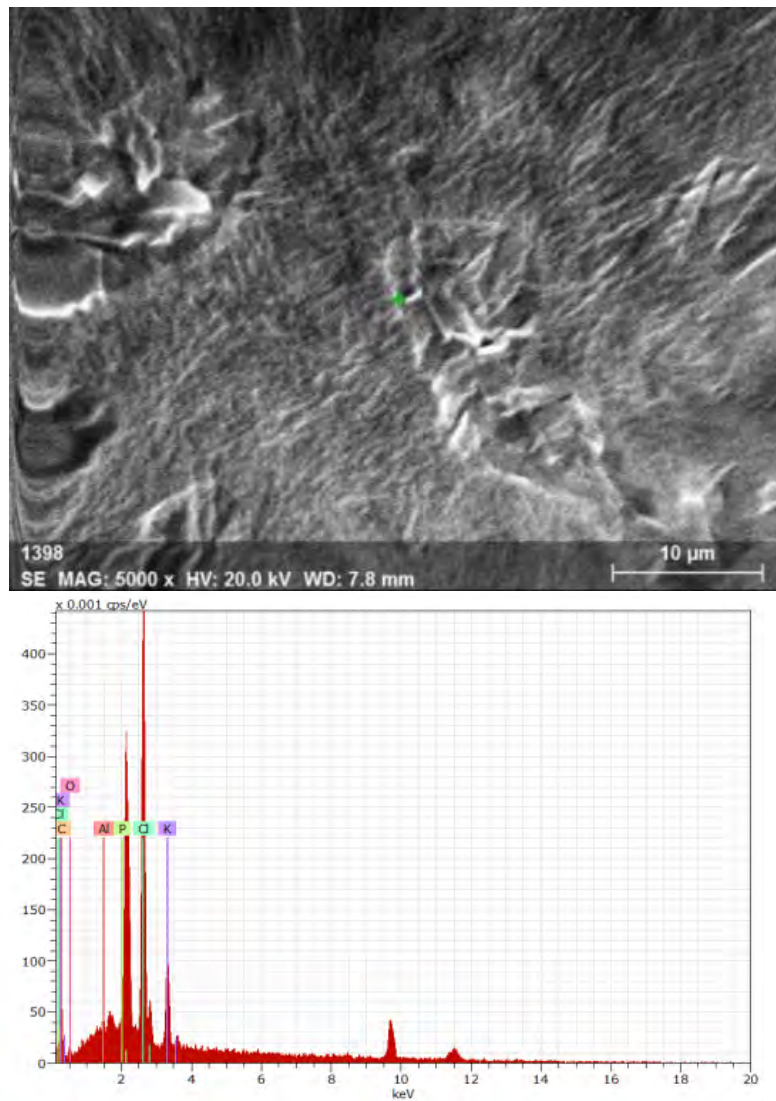 1398
10 µm
SE MAG: 5000 x HV: 20.0 kV WD: 7.8 mm
x 0.001 cps/eV
400
350
300
O
K
250
Cl
C Al P Cl K
200
150
100
50
0
2 4 6 8 10 12 14 16 18 20
keV